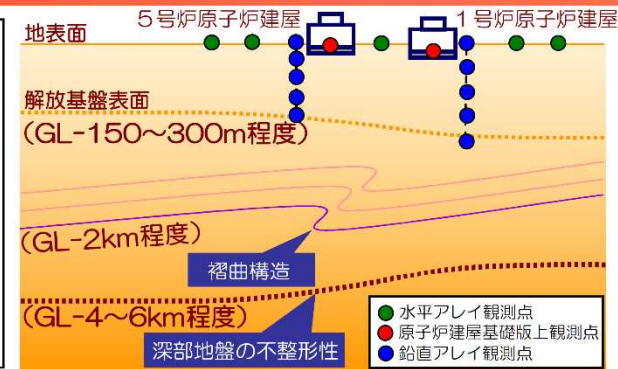 5号炉原子炉建屋
1号炉原子炉建屋
地表面
解放基盤表面
(GL-150～300m程度)
(GL-2km程度)
褶曲構造
(GL-4～6km程度)
深部地盤の不整形性
水平アレイ観測点
原子炉建屋基礎版上観測点
鉛直アレイ観測点